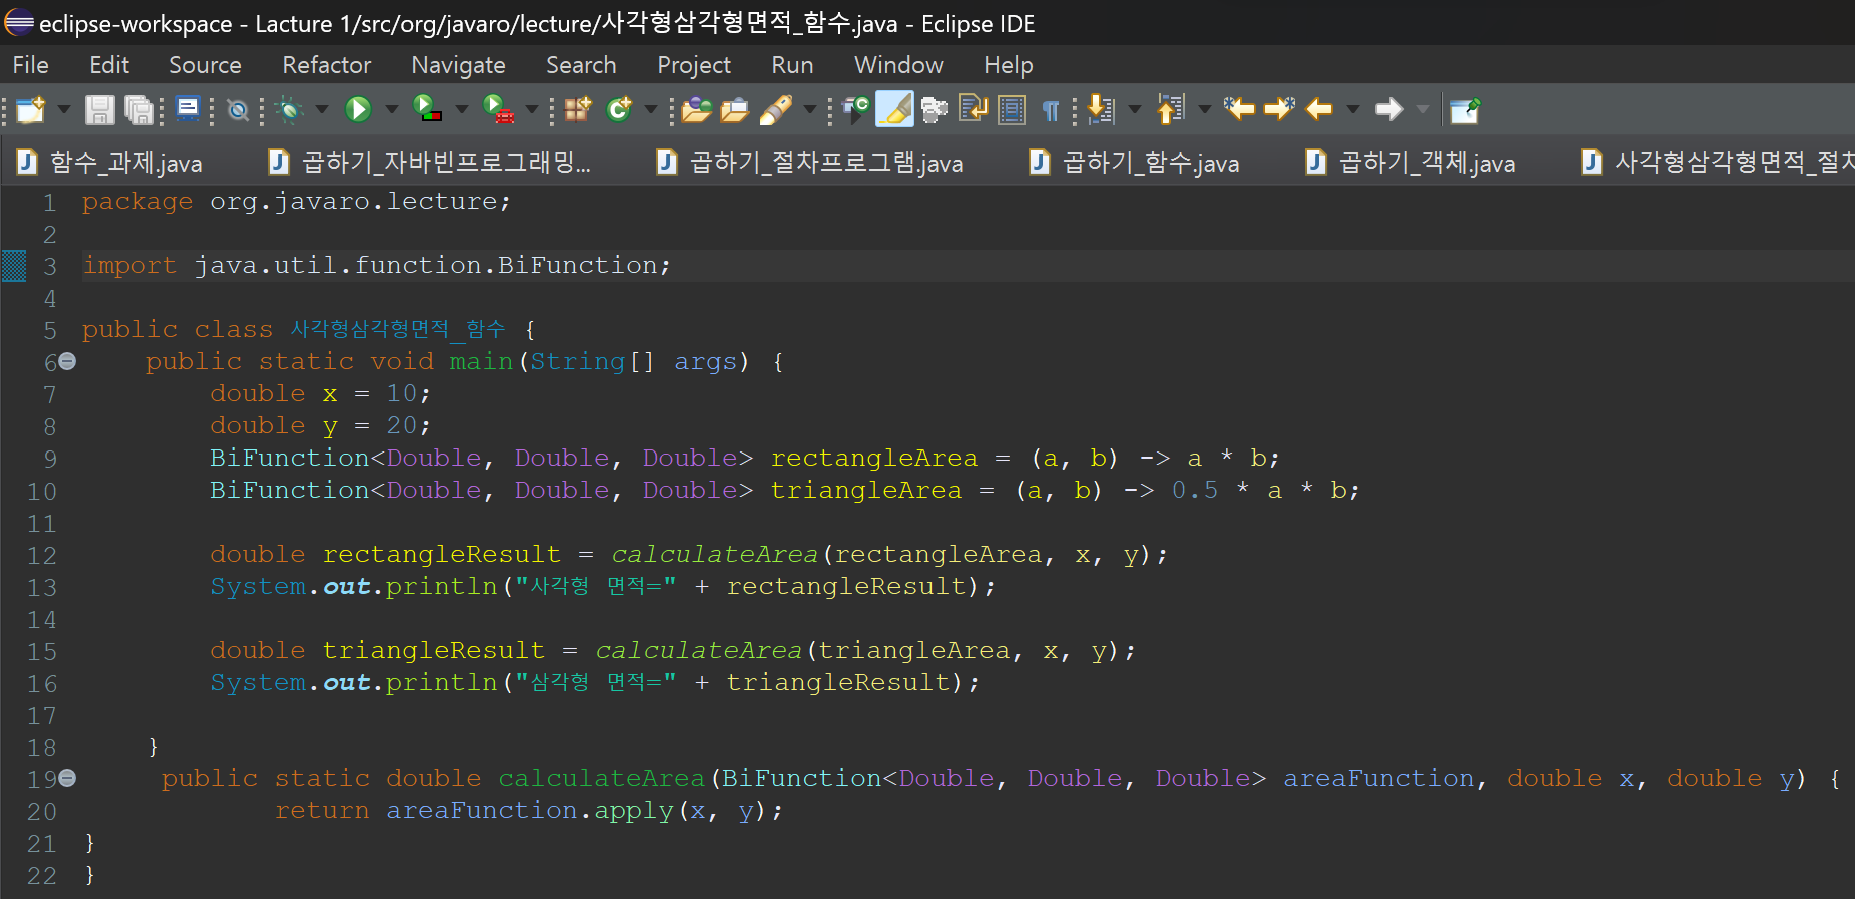 eclipse-workspace - Lacture 1/src/org/javaro/lecture/사각형삼각형면적_함수.java - Eclipse IDE
File Edit Source Refactor Navigate Search Project Run Window Help
함수_과제.java 곱하기_자바빈프로그래밍... 곱하기_절차프로그램.java 곱하기_함수.java 곱하기_객체.java 사각형삼각형면적_절차
1 package org.javaro.lecture;
2
3 import java.util.function.BiFunction;
4
5 public class 사각형삼각형면적_함수 {
6 public static void main(String[] args) {
7 double x = 10;
8 double y = 20;
9 BiFunction<Double, Double, Double> rectangleArea = (a, b) -> a * b;
10 BiFunction<Double, Double, Double> triangleArea = (a, b) -> 0.5 * a * b;
11
12 double rectangleResult = calculateArea(rectangleArea, x, y);
13 System.out.println("사각형 면적=" + rectangleResult);
14
15 double triangleResult = calculateArea(triangleArea, x, y);
16 System.out.println("삼각형 면적=" + triangleResult);
17
18 }
19 public static double calculateArea(BiFunction<Double, Double, Double> areaFunction, double x, double y) {
20 return areaFunction.apply(x, y);
21 }
22 }